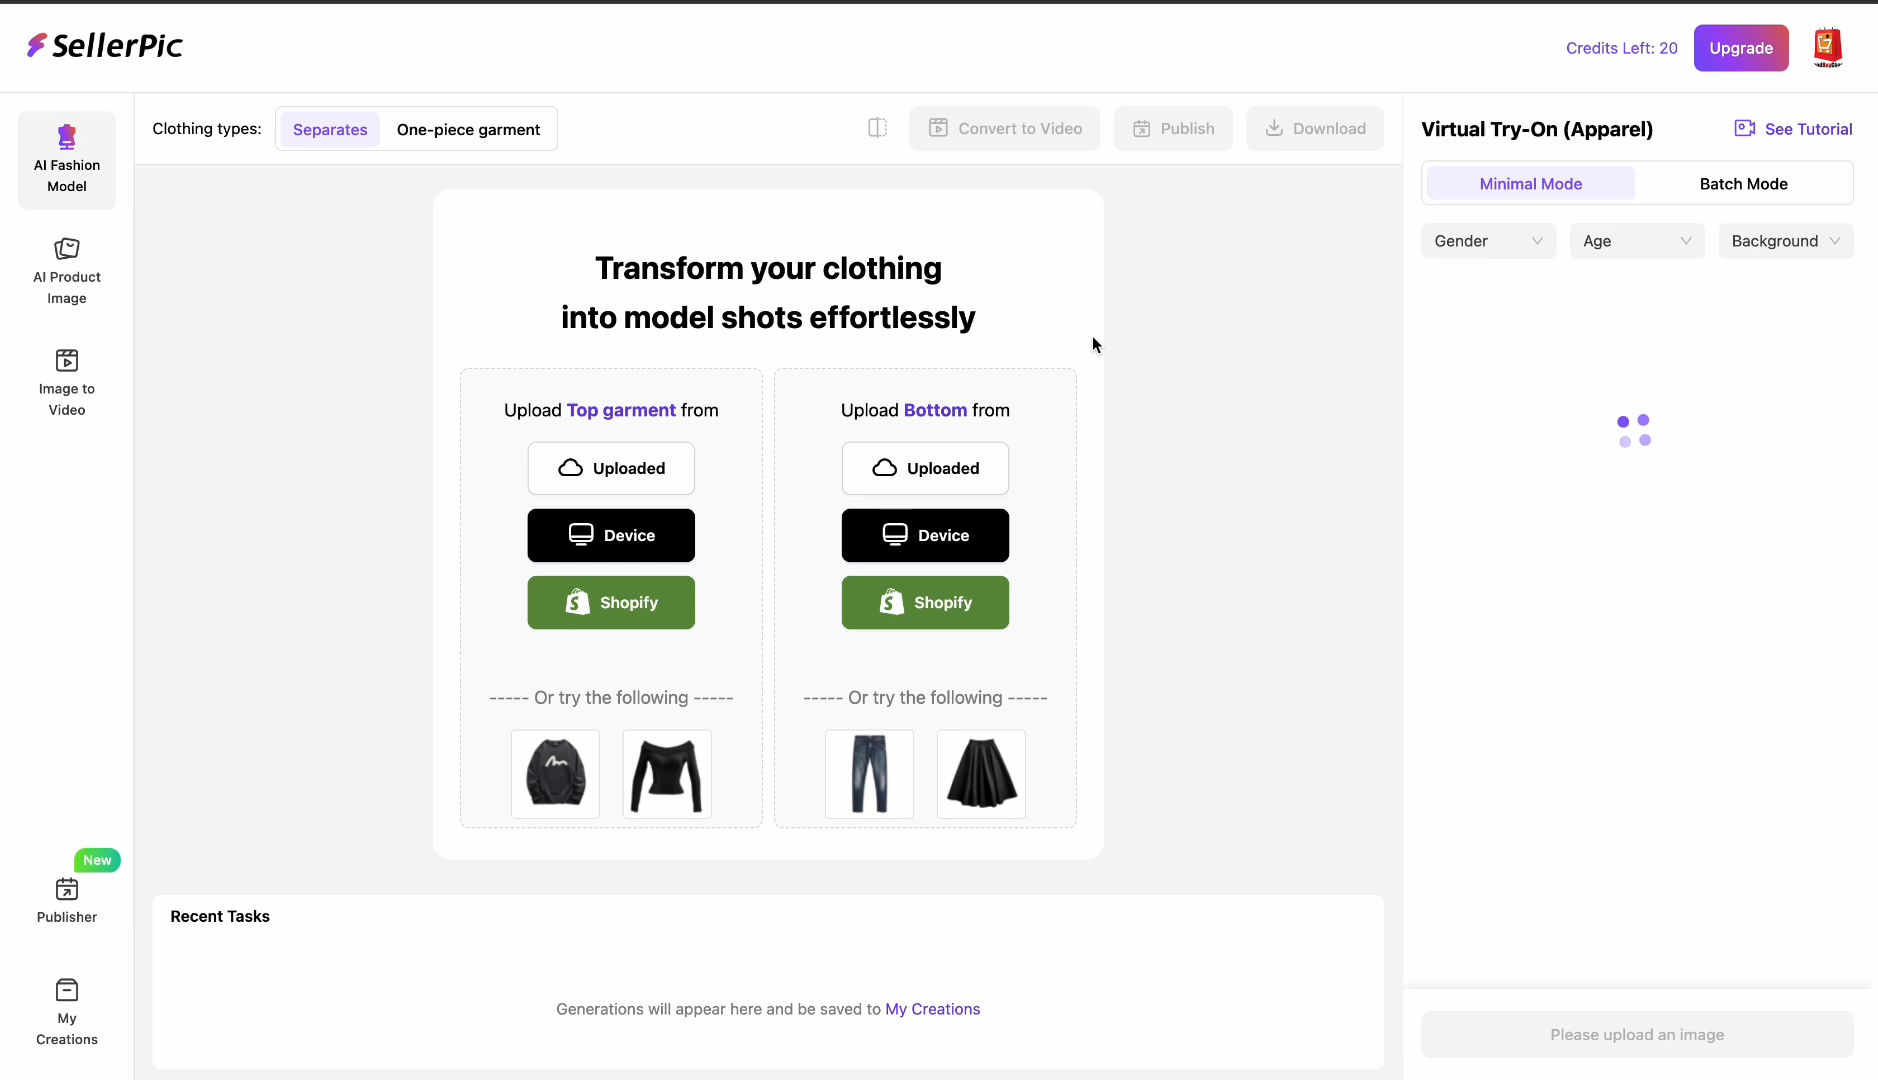 SellerPic
Credits Left: 20
Upgrade
AI Fashion
Model
AI Product
Image
Image to
Video
New
Publisher
My
Creations
Clothing types:
Separates
One-piece garment
Convert to Video
Publish
Download
Transform your clothing
into model shots effortlessly
Upload Top garment from
Uploaded
Device
Shopify
----- Or try the following -----
Upload Bottom from
Uploaded
Device
Shopify
----- Or try the following -----
Recent Tasks
Generations will appear here and be saved to My Creations
Virtual Try-On (Apparel)
See Tutorial
Minimal Mode
Batch Mode
Gender
Age
Background
Please upload an image